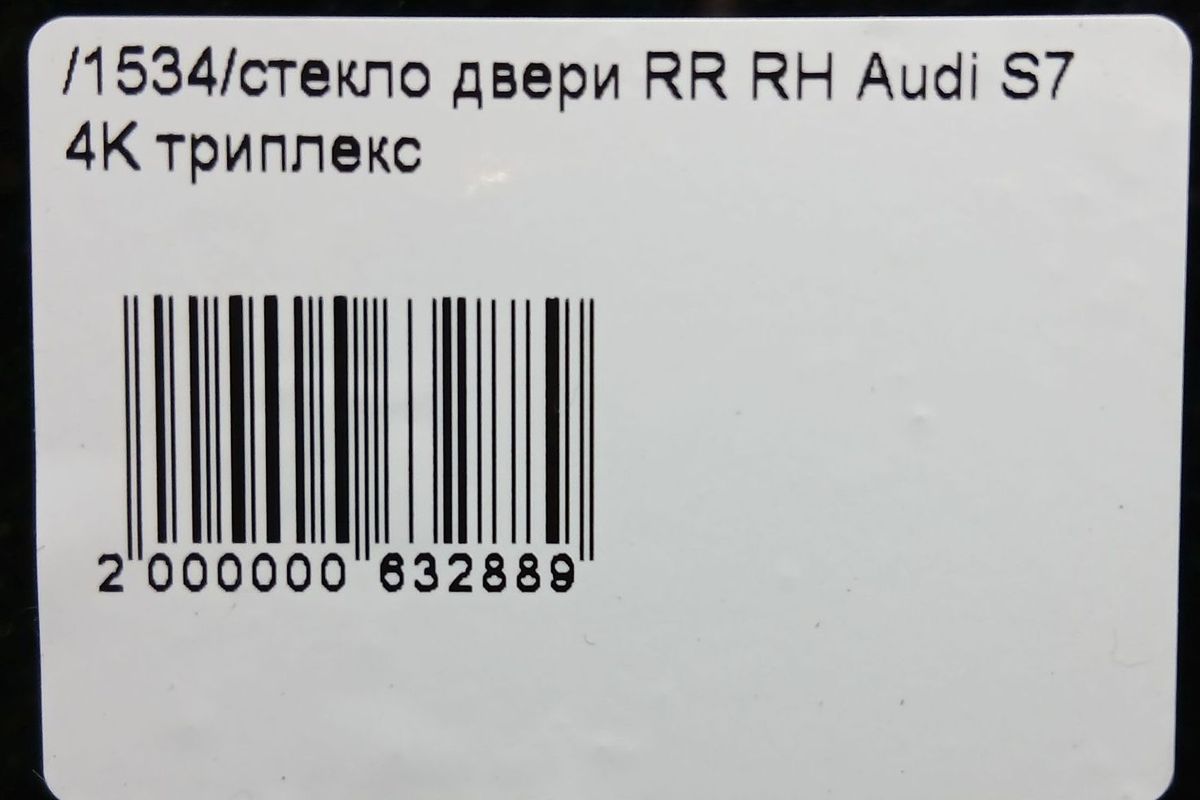 /1534/стекло двери RR RH Audi S7
4K триплекс
2 000000 632889